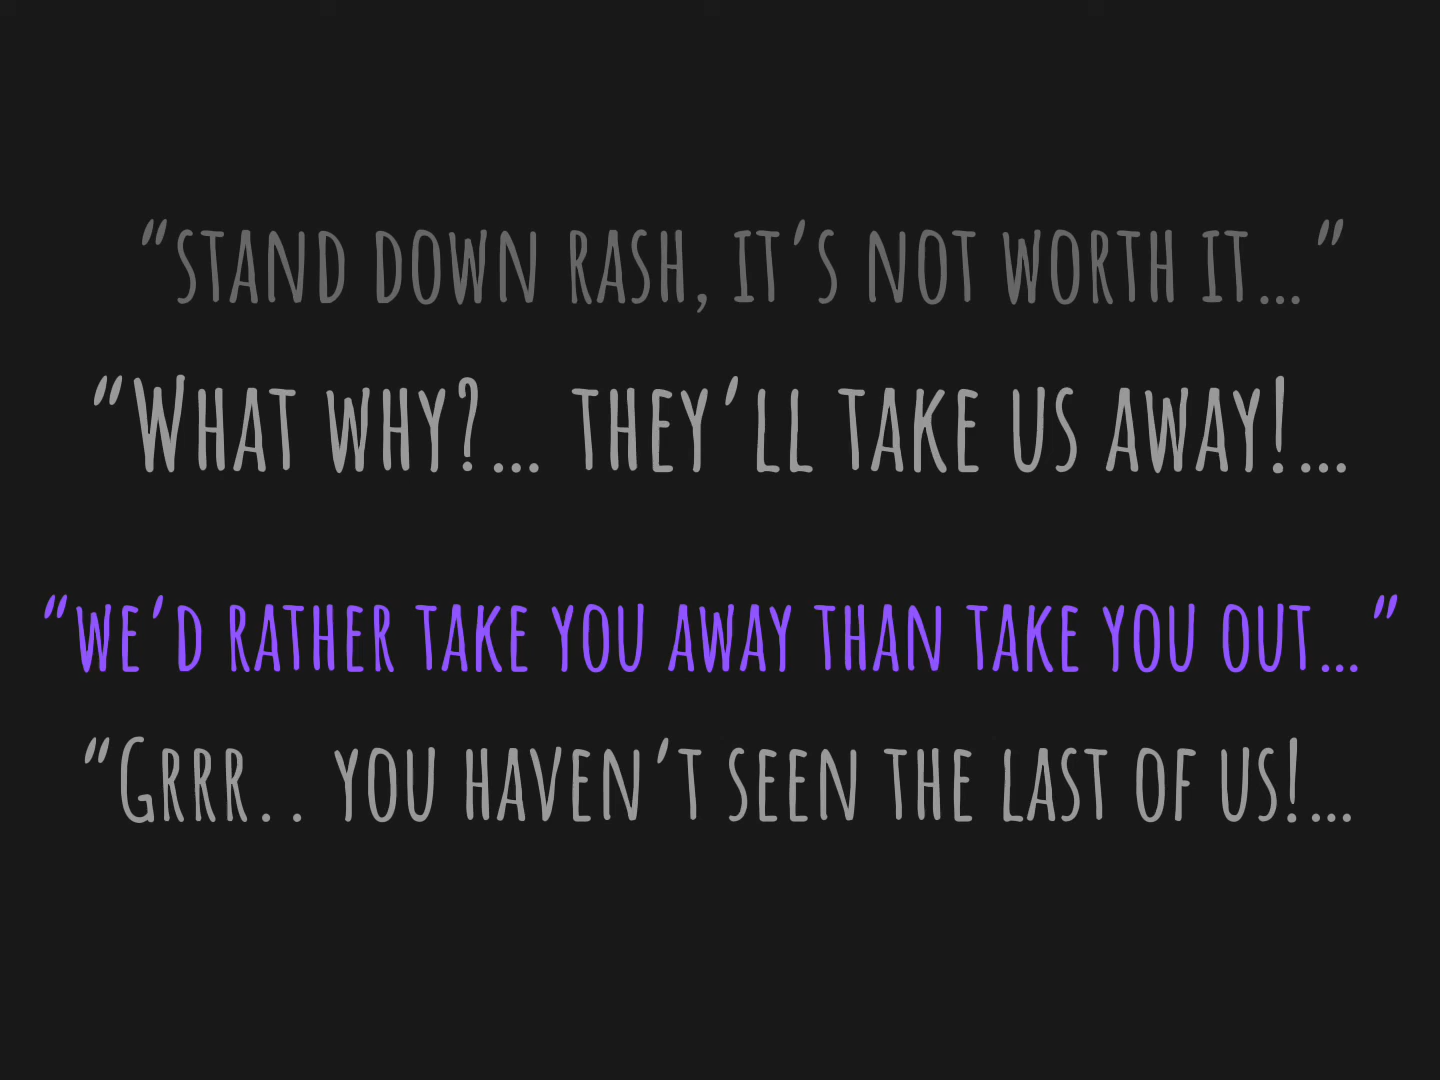 “stand down rash, it’s not worth it...”
“What why?... they’ll take us away!...
“we’d rather take you away than take you out...”
“Grrr.. you haven’t seen the last of us!...